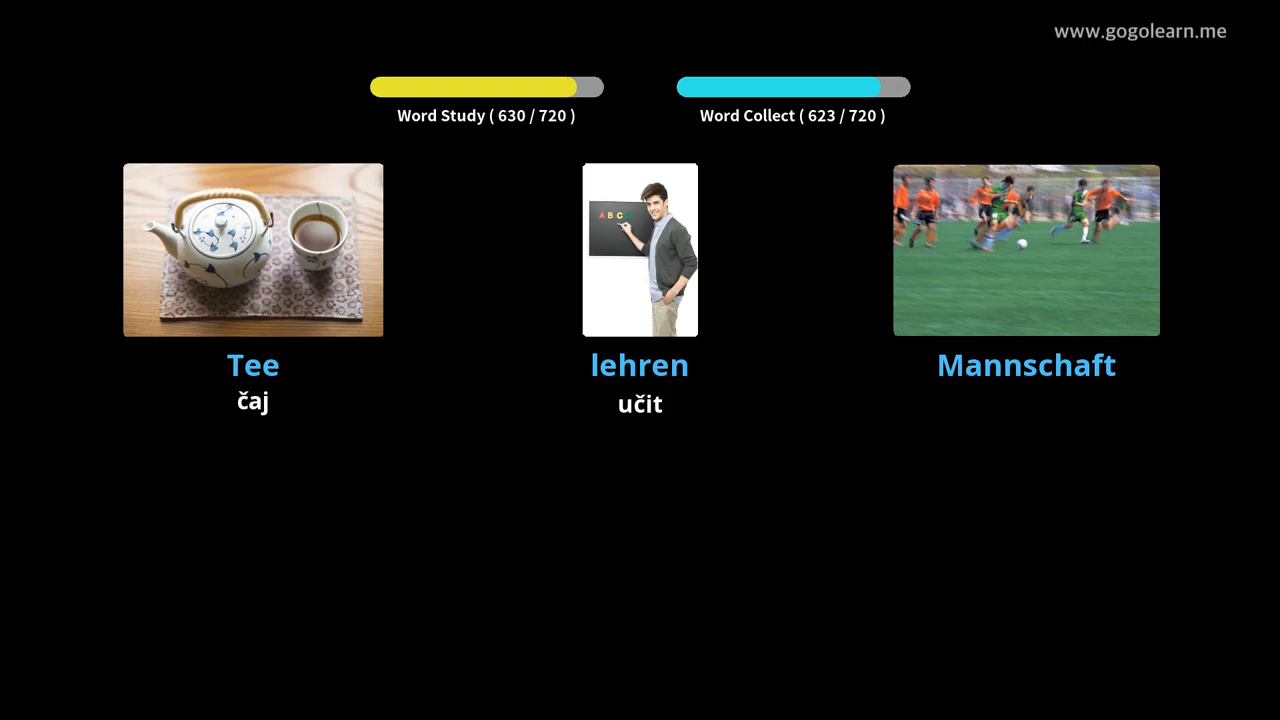 www.gogolearn.me
Word Study ( 630 / 720 )
Word Collect ( 623 / 720 )
A B C D
Tee
lehren
Mannschaft
čaj
učit